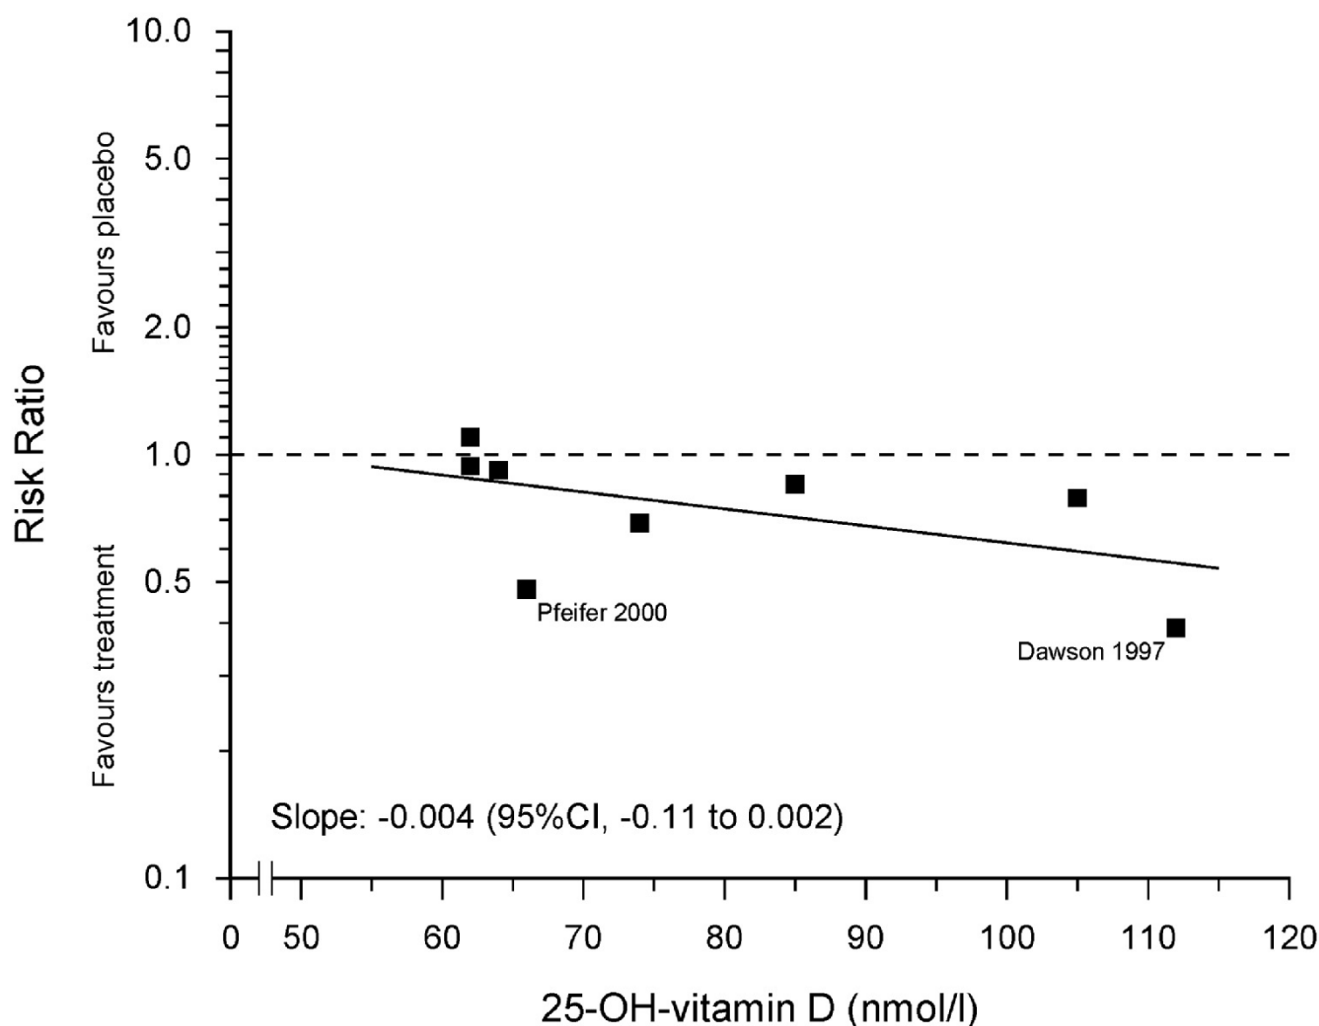 10.0
5.0
2.0
1.0
0.5
0.1
Risk Ratio
Favours placebo
Favours treatment
Pfeifer 2000
Dawson 1997
Slope: -0.004 (95%CI, -0.11 to 0.002)
0 50 60 70 80 90 100 110 120
25-OH-vitamin D (nmol/l)